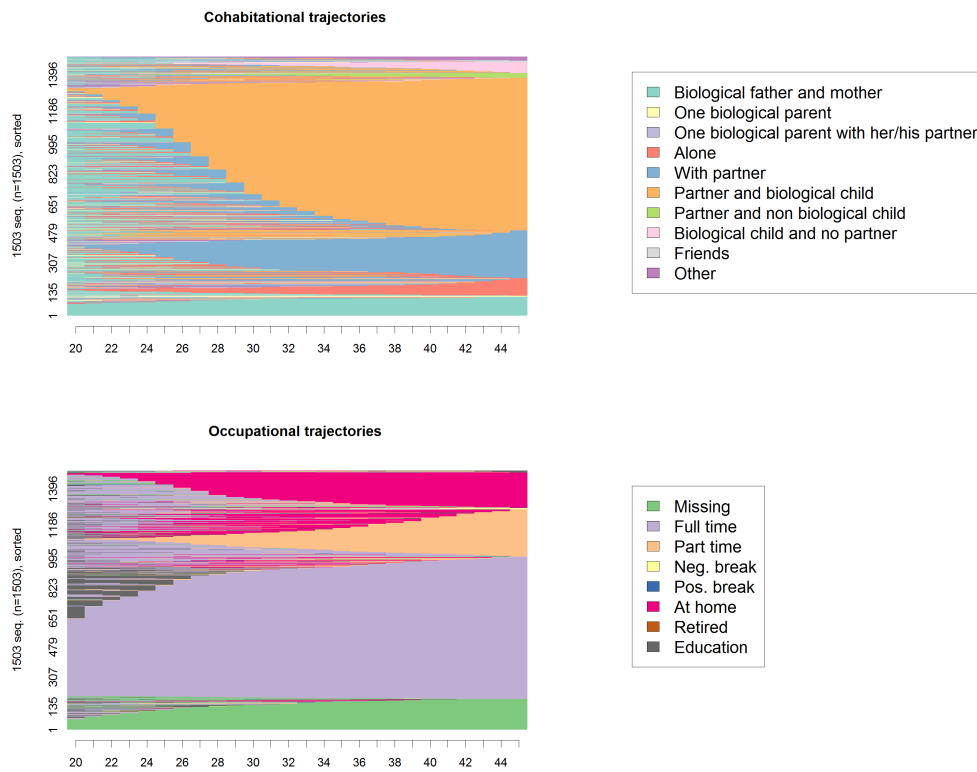 Cohabitational trajectories
1503 seq. (n=1503), sorted
1 135 307 479 651 823 995 1186 1396
20 22 24 26 28 30 32 34 36 38 40 42 44
Biological father and mother
One biological parent
One biological parent with her/his partner
Alone
With partner
Partner and biological child
Partner and non biological child
Biological child and no partner
Friends
Other
Occupational trajectories
1503 seq. (n=1503), sorted
1 135 307 479 651 823 995 1186 1396
20 22 24 26 28 30 32 34 36 38 40 42 44
Missing
Full time
Part time
Neg. break
Pos. break
At home
Retired
Education